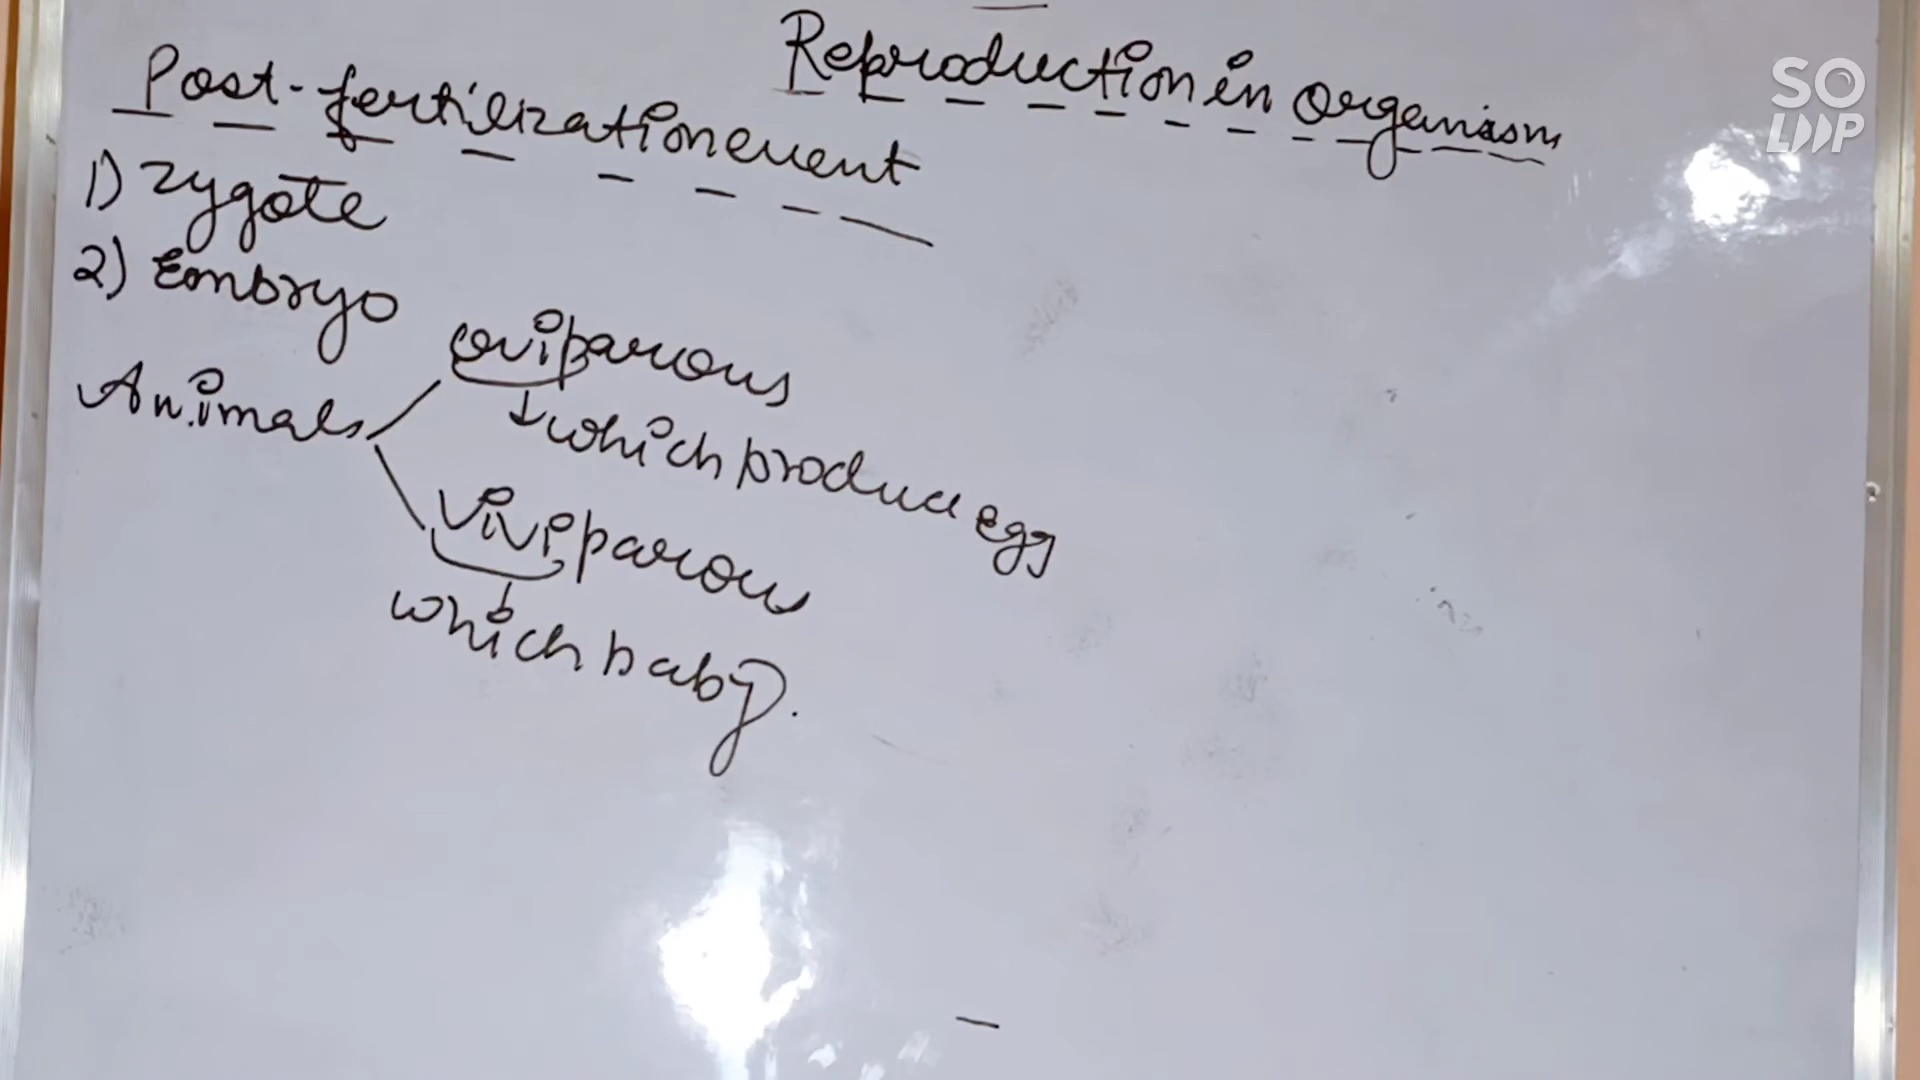 Reproduction in organism
Post-fertilization event
1) Zygote
2) Embryo
Animals
oviparous
↓ which produce egg
Viviparous
↓
which baby.
SO
LOOP